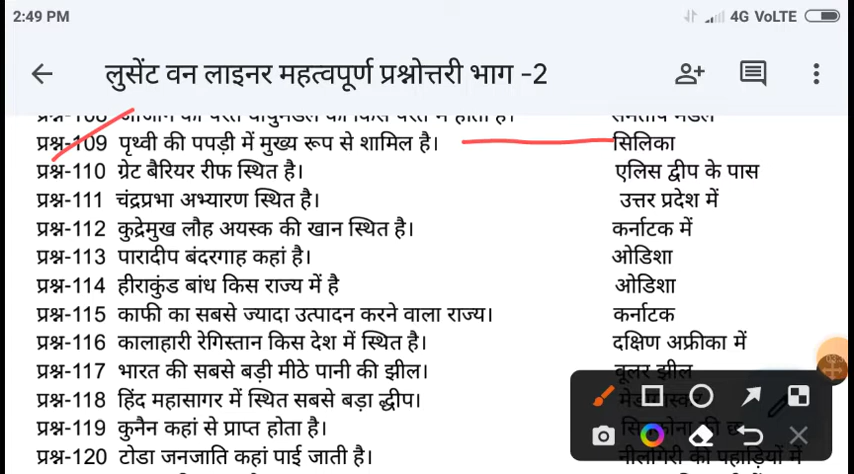 2:49 PM 4G VoLTE
लुसेंट वन लाइनर महत्वपूर्ण प्रश्नोत्तरी भाग -2
प्रश्न-109 पृथ्वी की पपड़ी में मुख्य रूप से शामिल है। सिलिका
प्रश्न-110 ग्रेट बैरियर रीफ स्थित है। एलिस द्वीप के पास
प्रश्न-111 चंद्रप्रभा अभ्यारण स्थित है। उत्तर प्रदेश में
प्रश्न-112 कुद्रेमुख लौह अयस्क की खान स्थित है। कर्नाटक में
प्रश्न-113 पारादीप बंदरगाह कहां है। ओडिशा
प्रश्न-114 हीराकुंड बांध किस राज्य में है ओडिशा
प्रश्न-115 काफी का सबसे ज्यादा उत्पादन करने वाला राज्य। कर्नाटक
प्रश्न-116 कालाहारी रेगिस्तान किस देश में स्थित है। दक्षिण अफ्रीका में
प्रश्न-117 भारत की सबसे बड़ी मीठे पानी की झील। वूलर झील
प्रश्न-118 हिंद महासागर में स्थित सबसे बड़ा द्धीप।
प्रश्न-119 कुनैन कहां से प्राप्त होता है।
प्रश्न-120 टोडा जनजाति कहां पाई जाती है। नीलगिरी की पहाड़ियों में